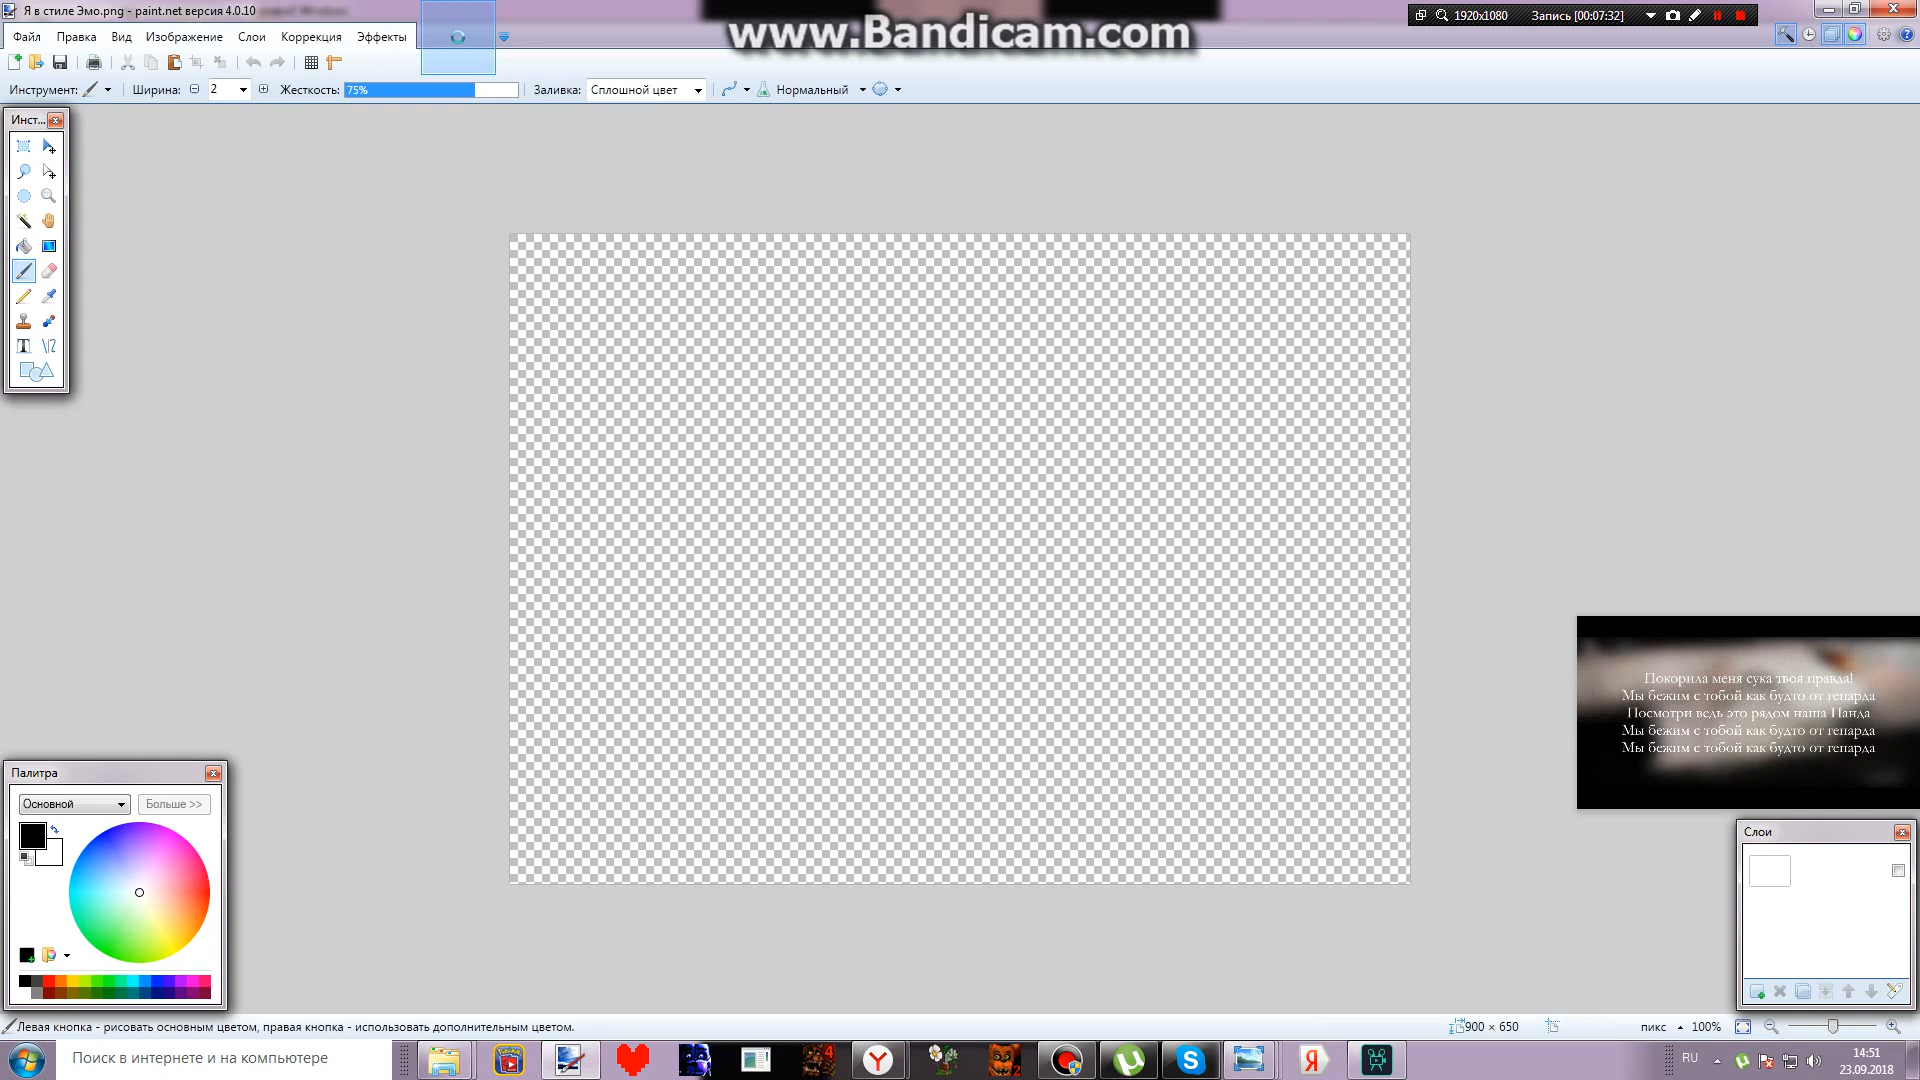 Я в стиле Эмо.png - paint.net версия 4.0.10
www.Bandicam.com
1920x1080 Запись [00:07:32]
Файл Правка Вид Изображение Слои Коррекция Эффекты
Инструмент: Ширина: 2 Жесткость: 75% Заливка: Сплошной цвет Нормальный
Инст...
Покорила меня сука твоя правда!
Мы бежим с тобой как будто от гепарда
Посмотри ведь это рядом наша Панда
Мы бежим с тобой как будто от гепарда
Мы бежим с тобой как будто от гепарда
Палитра
Основной Больше >>
Слои
Левая кнопка - рисовать основным цветом, правая кнопка - использовать дополнительным цветом.
900 × 650 пикс 100%
Поиск в интернете и на компьютере
RU
14:51
23.09.2018